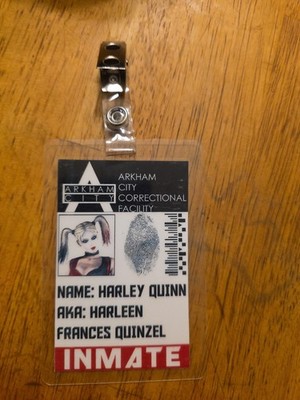 ARKHAM
CITY
ARKHAM
CITY
CORRECTIONAL
FACILITY
NAME: HARLEY QUINN
AKA: HARLEEN
FRANCES QUINZEL
INMATE